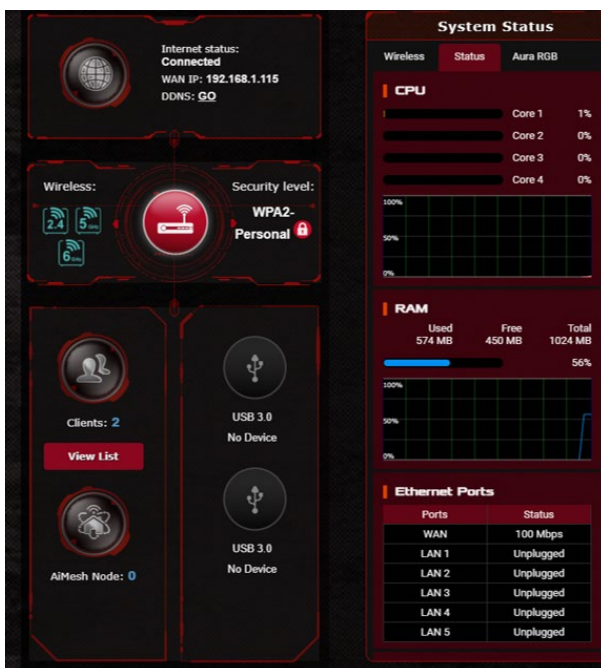 Internet status:
Connected
WAN IP: 192.168.1.115
DDNS: GO
Wireless:
2.4
5 GHz
6 GHz
Security level:
WPA2-
Personal
Clients: 2
View List
AiMesh Node: 0
USB 3.0
No Device
USB 3.0
No Device
System Status
Wireless Status Aura RGB
CPU
Core 1 1%
Core 2 0%
Core 3 0%
Core 4 0%
100%
50%
0%
RAM
Used Free Total
574 MB 450 MB 1024 MB
56%
100%
50%
0%
Ethernet Ports
Ports Status
WAN 100 Mbps
LAN 1 Unplugged
LAN 2 Unplugged
LAN 3 Unplugged
LAN 4 Unplugged
LAN 5 Unplugged